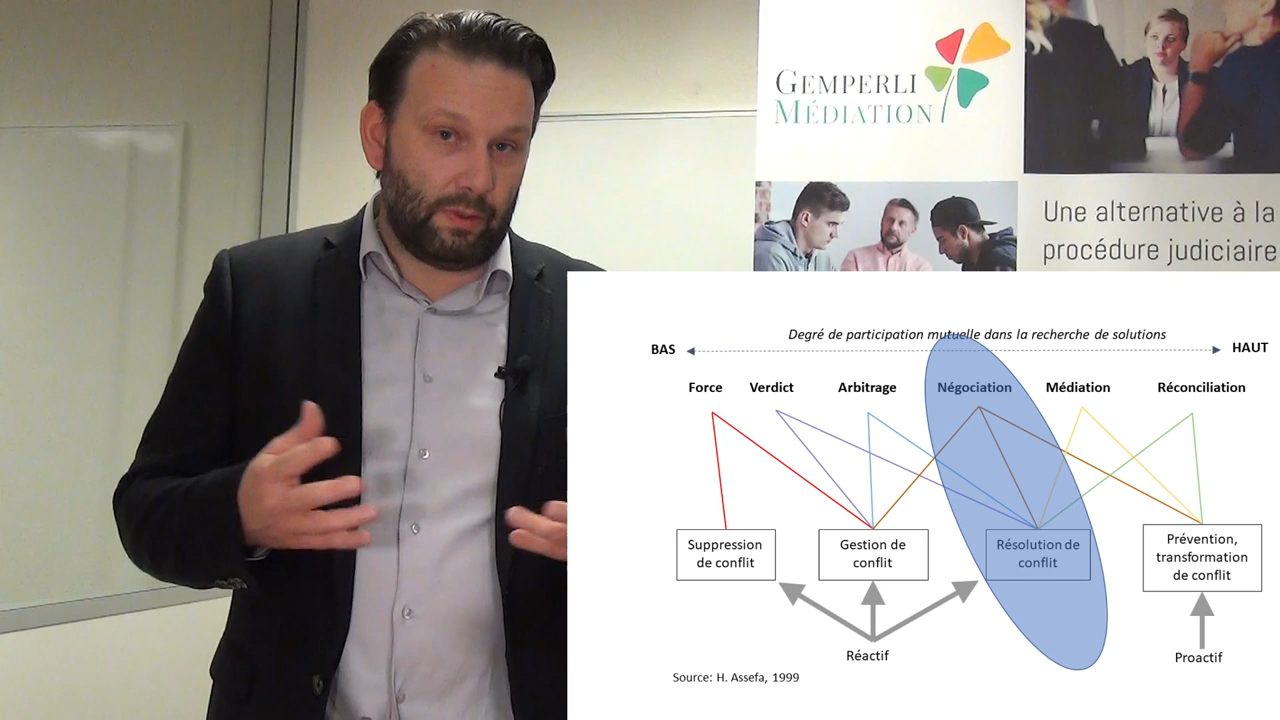 GEMPERLI
MÉDIATION
Une alternative à la
procédure judiciaire
Degré de participation mutuelle dans la recherche de solutions
BAS
HAUT
Force
Verdict
Arbitrage
Négociation
Médiation
Réconciliation
Suppression
de conflit
Gestion de
conflit
Résolution de
conflit
Prévention,
transformation
de conflit
Réactif
Proactif
Source: H. Assefa, 1999